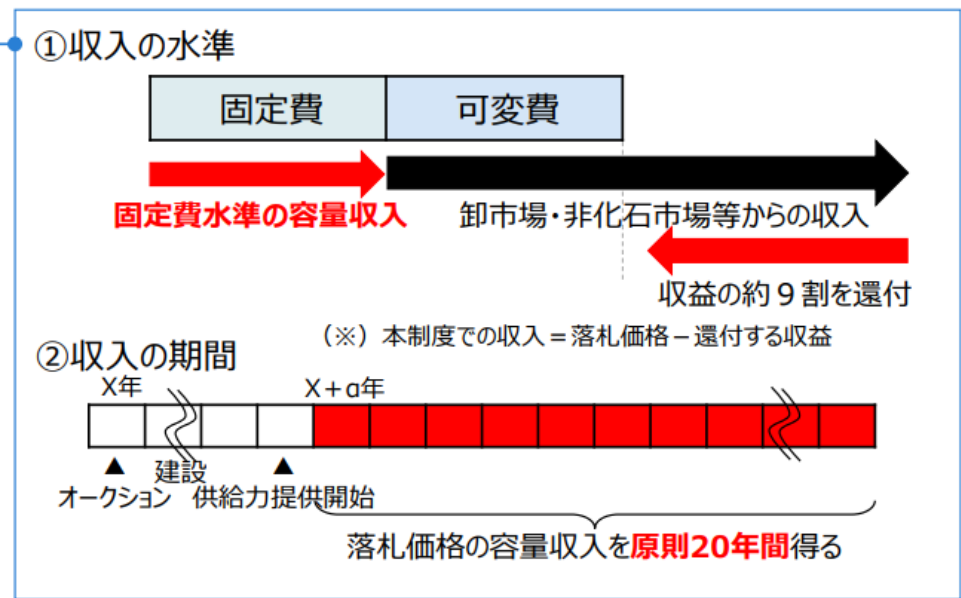 ①収入の水準
固定費 可変費
固定費水準の容量収入
卸市場・非化石市場等からの収入
収益の約9割を還付
(※)本制度での収入=落札価格-還付する収益
②収入の期間
X年 X+α年
▲ 建設 ▲
オークション 供給力提供開始
落札価格の容量収入を原則20年間得る